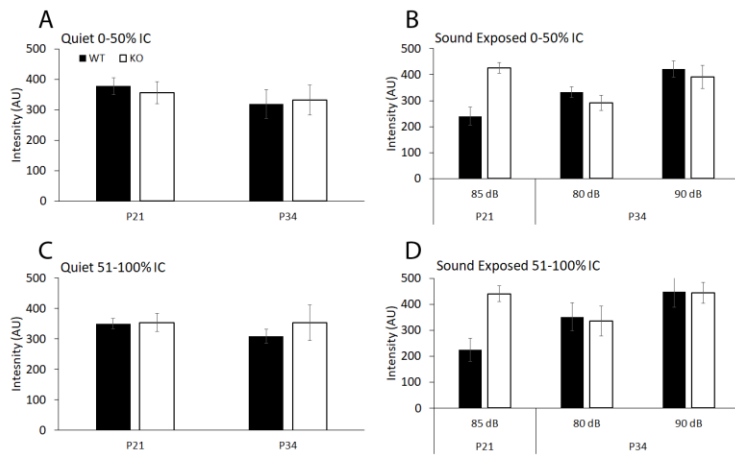 A
Quiet 0-50% IC
WT KO
500
400
300
200
100
0
Intesnity (AU)
P21 P34
B
Sound Exposed 0-50% IC
500
400
300
200
100
0
Intensity (AU)
85 dB 80 dB 90 dB
P21 P34
C
Quiet 51-100% IC
500
400
300
200
100
0
Intesnity (AU)
P21 P34
D
Sound Exposed 51-100% IC
500
400
300
200
100
0
Intensity (AU)
85 dB 80 dB 90 dB
P21 P34